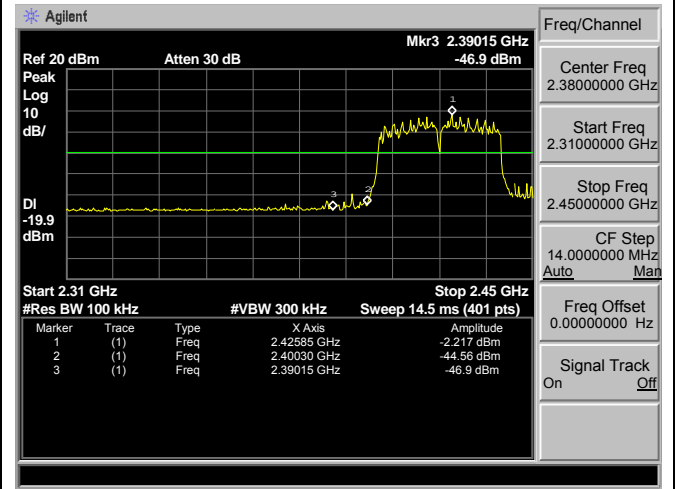 Agilent
Freq/Channel
Mkr3 2.39015 GHz
Ref 20 dBm Atten 30 dB -46.9 dBm
Peak
Log
10
dB/
1
2
3
DI
-19.9
dBm
Start 2.31 GHz Stop 2.45 GHz
#Res BW 100 kHz #VBW 300 kHz Sweep 14.5 ms (401 pts)
Marker Trace Type X Axis Amplitude
1 (1) Freq 2.42585 GHz -2.217 dBm
2 (1) Freq 2.40030 GHz -44.56 dBm
3 (1) Freq 2.39015 GHz -46.9 dBm
Center Freq
2.38000000 GHz
Start Freq
2.31000000 GHz
Stop Freq
2.45000000 GHz
CF Step
14.0000000 MHz
Auto Man
Freq Offset
0.00000000 Hz
Signal Track
On Off